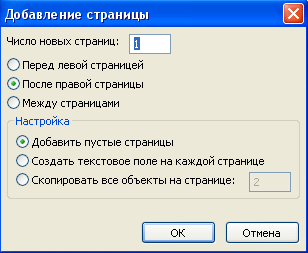 Добавление страницы
Число новых страниц: 1
Перед левой страницей
После правой страницы
Между страницами
Настройка
Добавить пустые страницы
Создать текстовое поле на каждой странице
Скопировать все объекты на странице: 2
OK Отмена